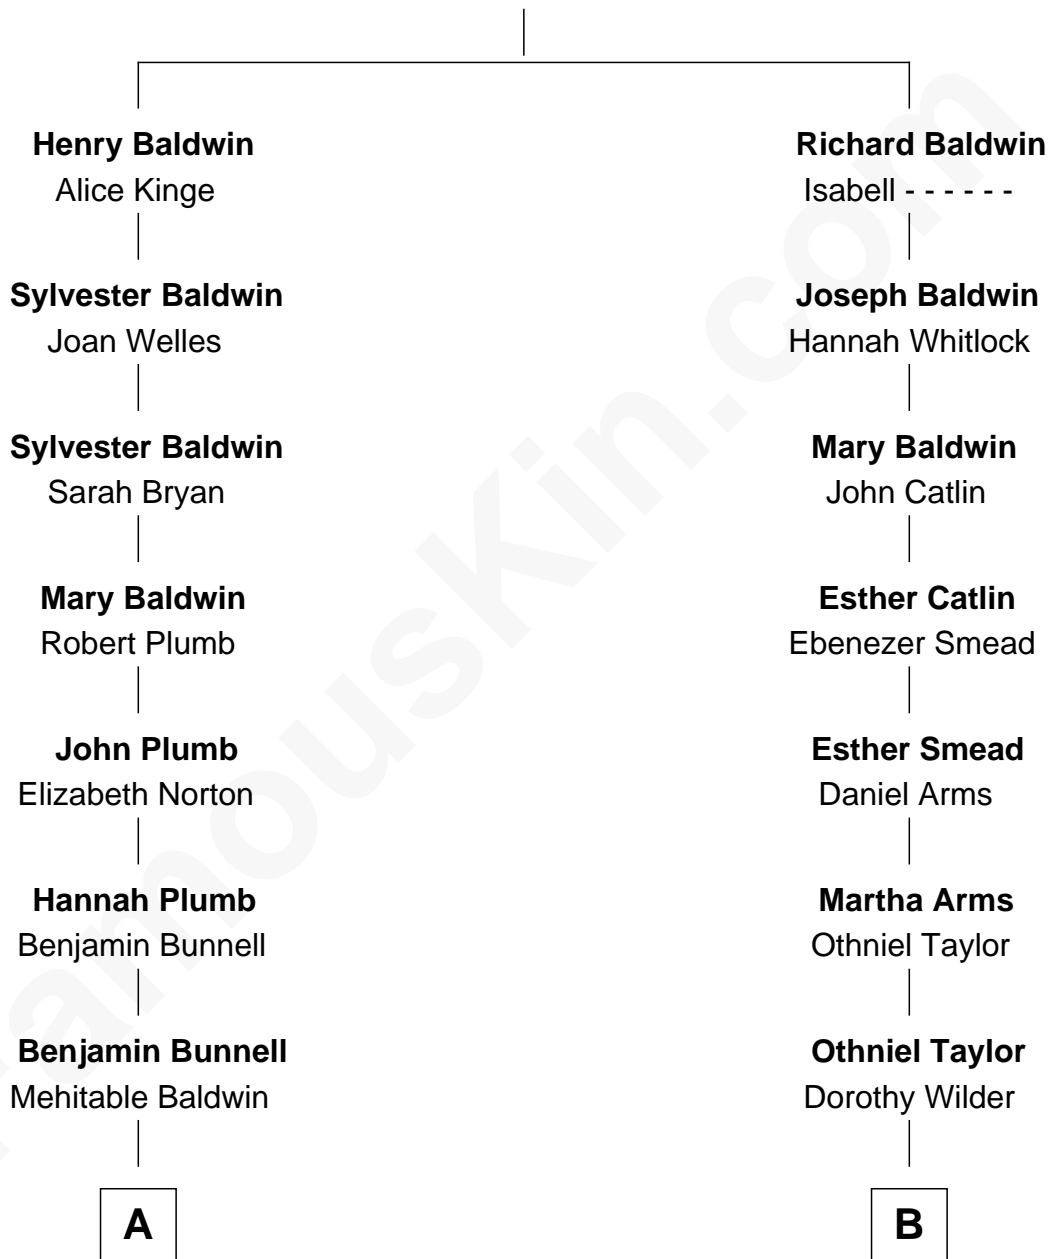 Henry Baldwin
Alice Kinge
Sylvester Baldwin
Joan Welles
Sylvester Baldwin
Sarah Bryan
Mary Baldwin
Robert Plumb
John Plumb
Elizabeth Norton
Hannah Plumb
Benjamin Bunnell
Benjamin Bunnell
Mehitable Baldwin
A
Richard Baldwin
Isabell - - - - - -
Joseph Baldwin
Hannah Whitlock
Mary Baldwin
John Catlin
Esther Catlin
Ebenezer Smead
Esther Smead
Daniel Arms
Martha Arms
Othniel Taylor
Othniel Taylor
Dorothy Wilder
B
FamousKin.com